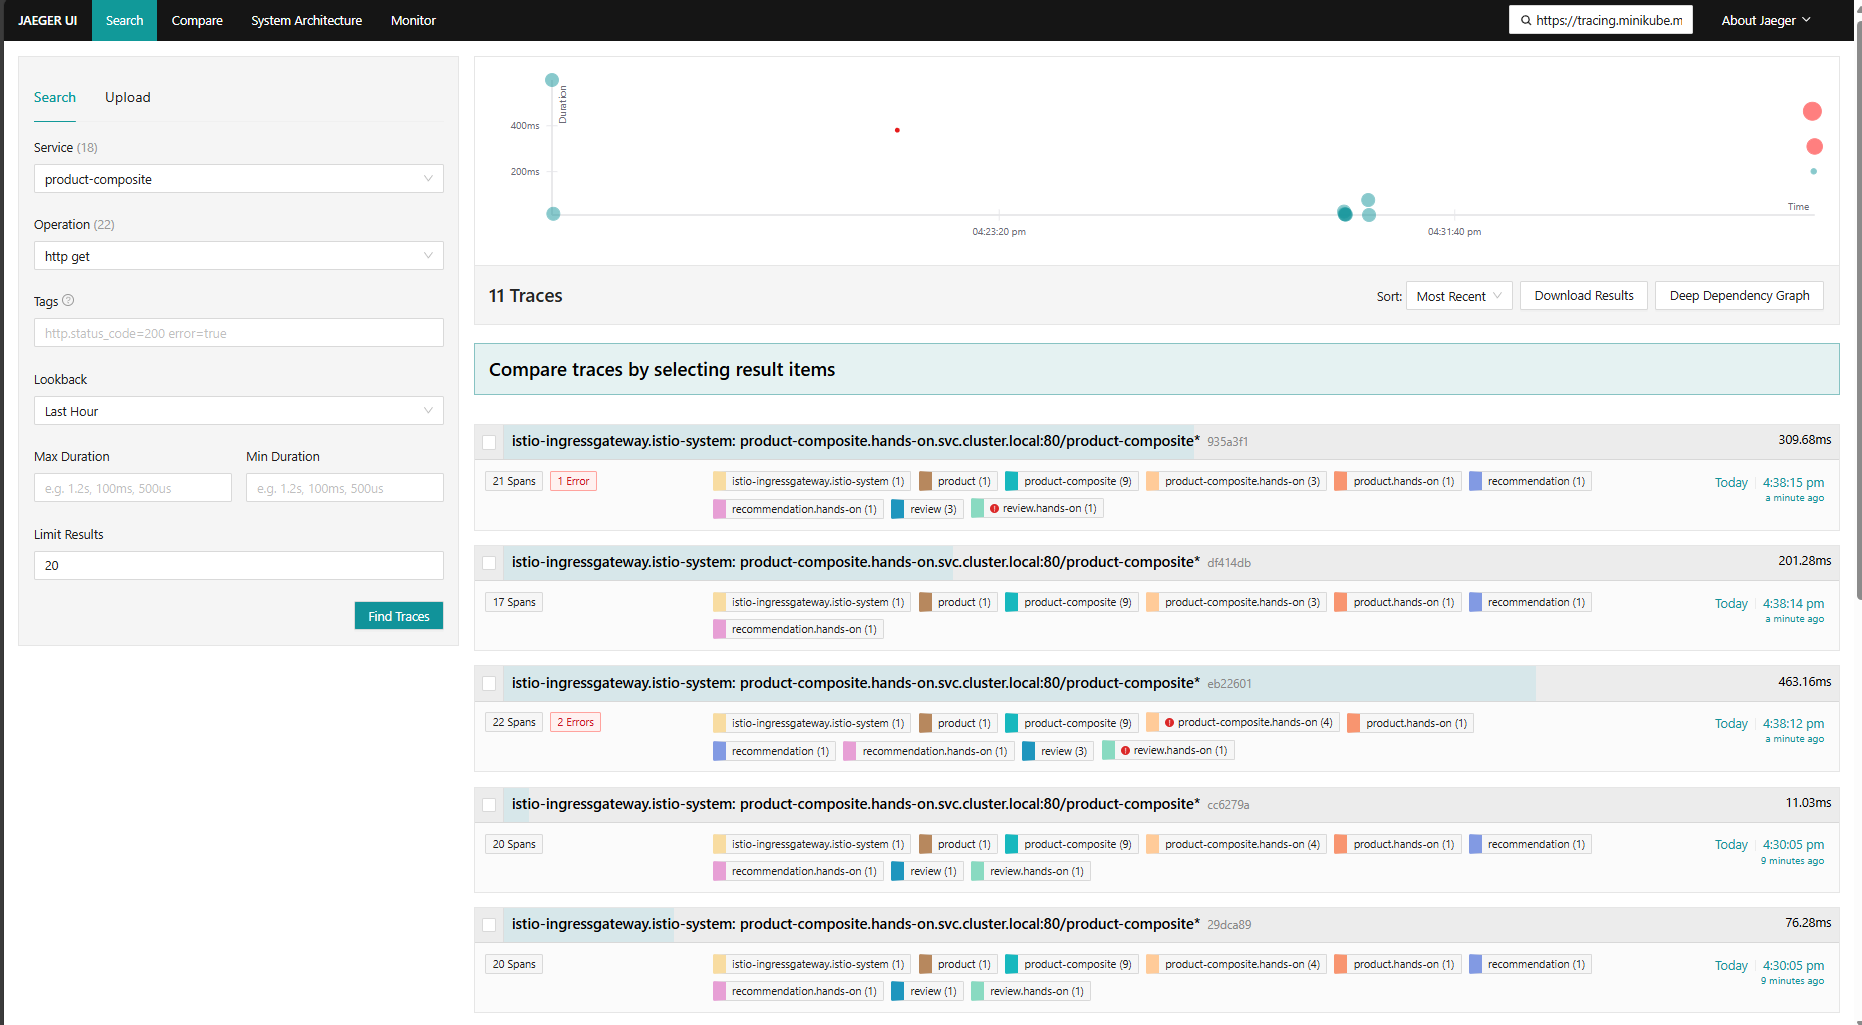 JAEGER UI Search Compare System Architecture Monitor https://tracing.minikube.m About Jaeger
Search Upload
Service (18)
product-composite
Operation (22)
http get
Tags
http.status_code=200 error=true
Lookback
Last Hour
Max Duration Min Duration
e.g. 1.2s, 100ms, 500us e.g. 1.2s, 100ms, 500us
Limit Results
20
Find Traces
Duration
400ms
200ms
Time
04:23:20 pm 04:31:40 pm
11 Traces Sort: Most Recent Download Results Deep Dependency Graph
Compare traces by selecting result items
istio-ingressgateway.istio-system: product-composite.hands-on.svc.cluster.local:80/product-composite* 935a3f1 309.68ms
21 Spans 1 Error istio-ingressgateway.istio-system (1) product (1) product-composite (9) product-composite.hands-on (3) product.hands-on (1) recommendation (1) Today 4:38:15 pm
recommendation.hands-on (1) review (3) review.hands-on (1) a minute ago
istio-ingressgateway.istio-system: product-composite.hands-on.svc.cluster.local:80/product-composite* df414db 201.28ms
17 Spans istio-ingressgateway.istio-system (1) product (1) product-composite (9) product-composite.hands-on (3) product.hands-on (1) recommendation (1) Today 4:38:14 pm
recommendation.hands-on (1) a minute ago
istio-ingressgateway.istio-system: product-composite.hands-on.svc.cluster.local:80/product-composite* eb22601 463.16ms
22 Spans 2 Errors istio-ingressgateway.istio-system (1) product (1) product-composite (9) product-composite.hands-on (4) product.hands-on (1) Today 4:38:12 pm
recommendation (1) recommendation.hands-on (1) review (3) review.hands-on (1) a minute ago
istio-ingressgateway.istio-system: product-composite.hands-on.svc.cluster.local:80/product-composite* cc6279a 11.03ms
20 Spans istio-ingressgateway.istio-system (1) product (1) product-composite (9) product-composite.hands-on (4) product.hands-on (1) recommendation (1) Today 4:30:05 pm
recommendation.hands-on (1) review (1) review.hands-on (1) 9 minutes ago
istio-ingressgateway.istio-system: product-composite.hands-on.svc.cluster.local:80/product-composite* 29dca89 76.28ms
20 Spans istio-ingressgateway.istio-system (1) product (1) product-composite (9) product-composite.hands-on (4) product.hands-on (1) recommendation (1) Today 4:30:05 pm
recommendation.hands-on (1) review (1) review.hands-on (1) 9 minutes ago